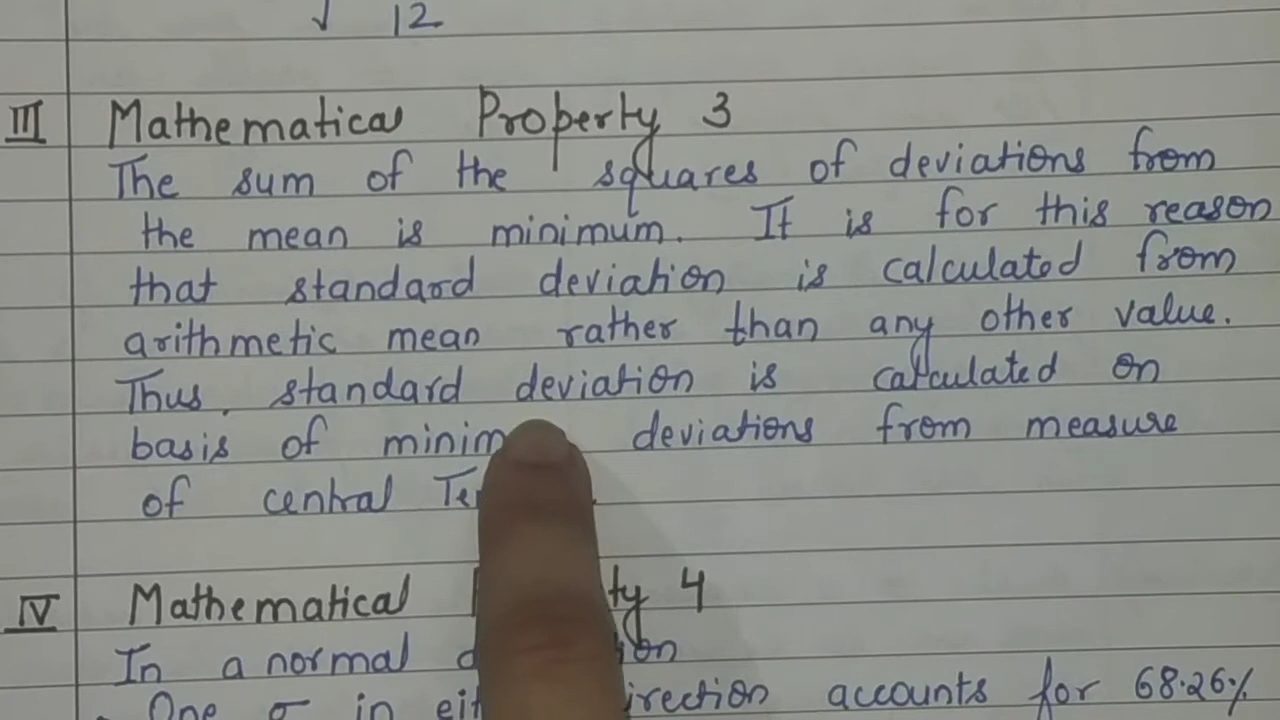 √ 12
III Mathematical Property 3
The sum of the squares of deviations from
the mean is minimum. It is for this reason
that standard deviation is calculated from
arithmetic mean rather than any other value.
Thus, standard deviation is calculated on
basis of deviations from measure
of central
IV Mathematical 4
In a normal
One σ in accounts for 68.26%